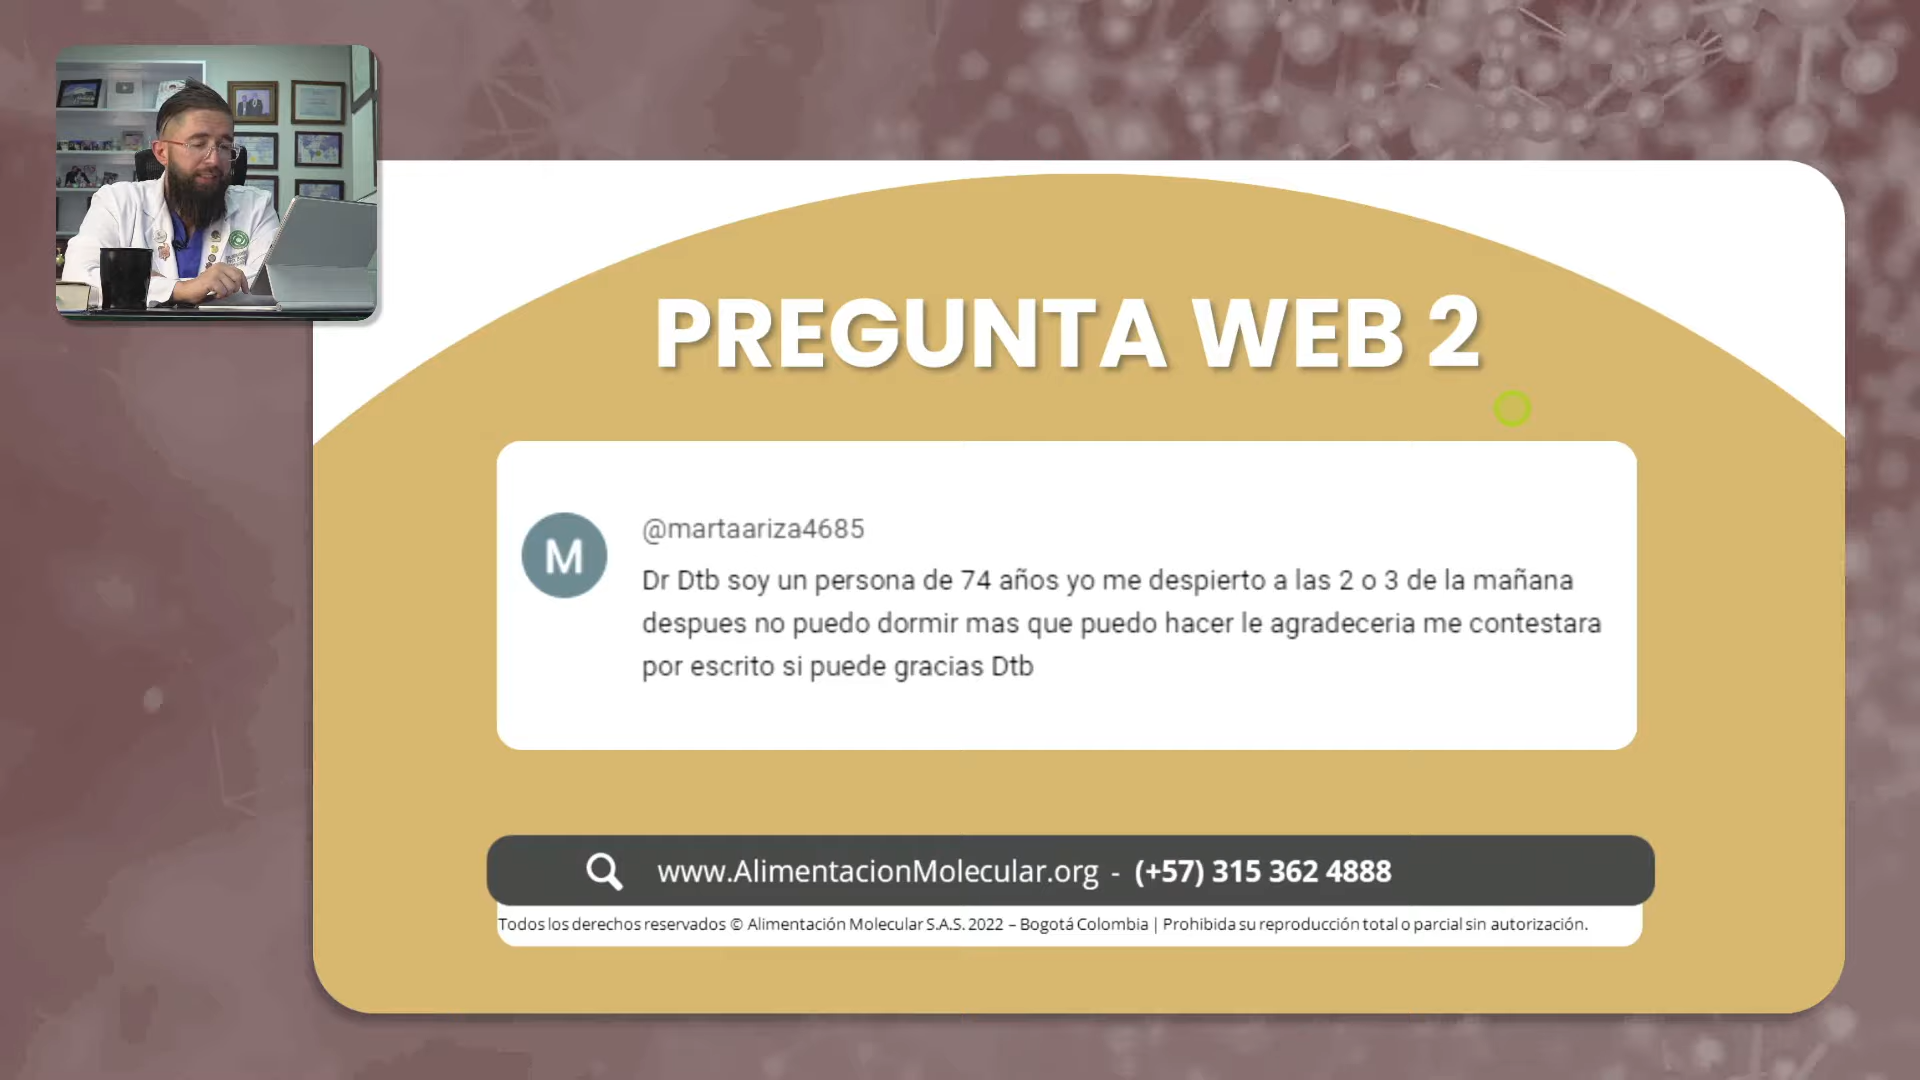 PREGUNTA WEB 2
@martaariza4685
M
Dr Dtb soy un persona de 74 años yo me despierto a las 2 o 3 de la mañana
despues no puedo dormir mas que puedo hacer le agradeceria me contestara
por escrito si puede gracias Dtb
www.AlimentacionMolecular.org - (+57) 315 362 4888
Todos los derechos reservados © Alimentación Molecular S.A.S. 2022 – Bogotá Colombia | Prohibida su reproducción total o parcial sin autorización.